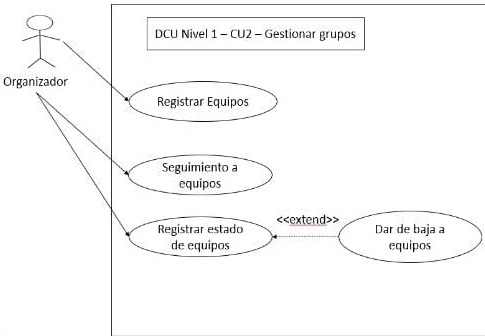 DCU Nivel 1 – CU2 – Gestionar grupos
Organizador
Registrar Equipos
Seguimiento a
equipos
Registrar estado
de equipos
<<extend>>
Dar de baja a
equipos